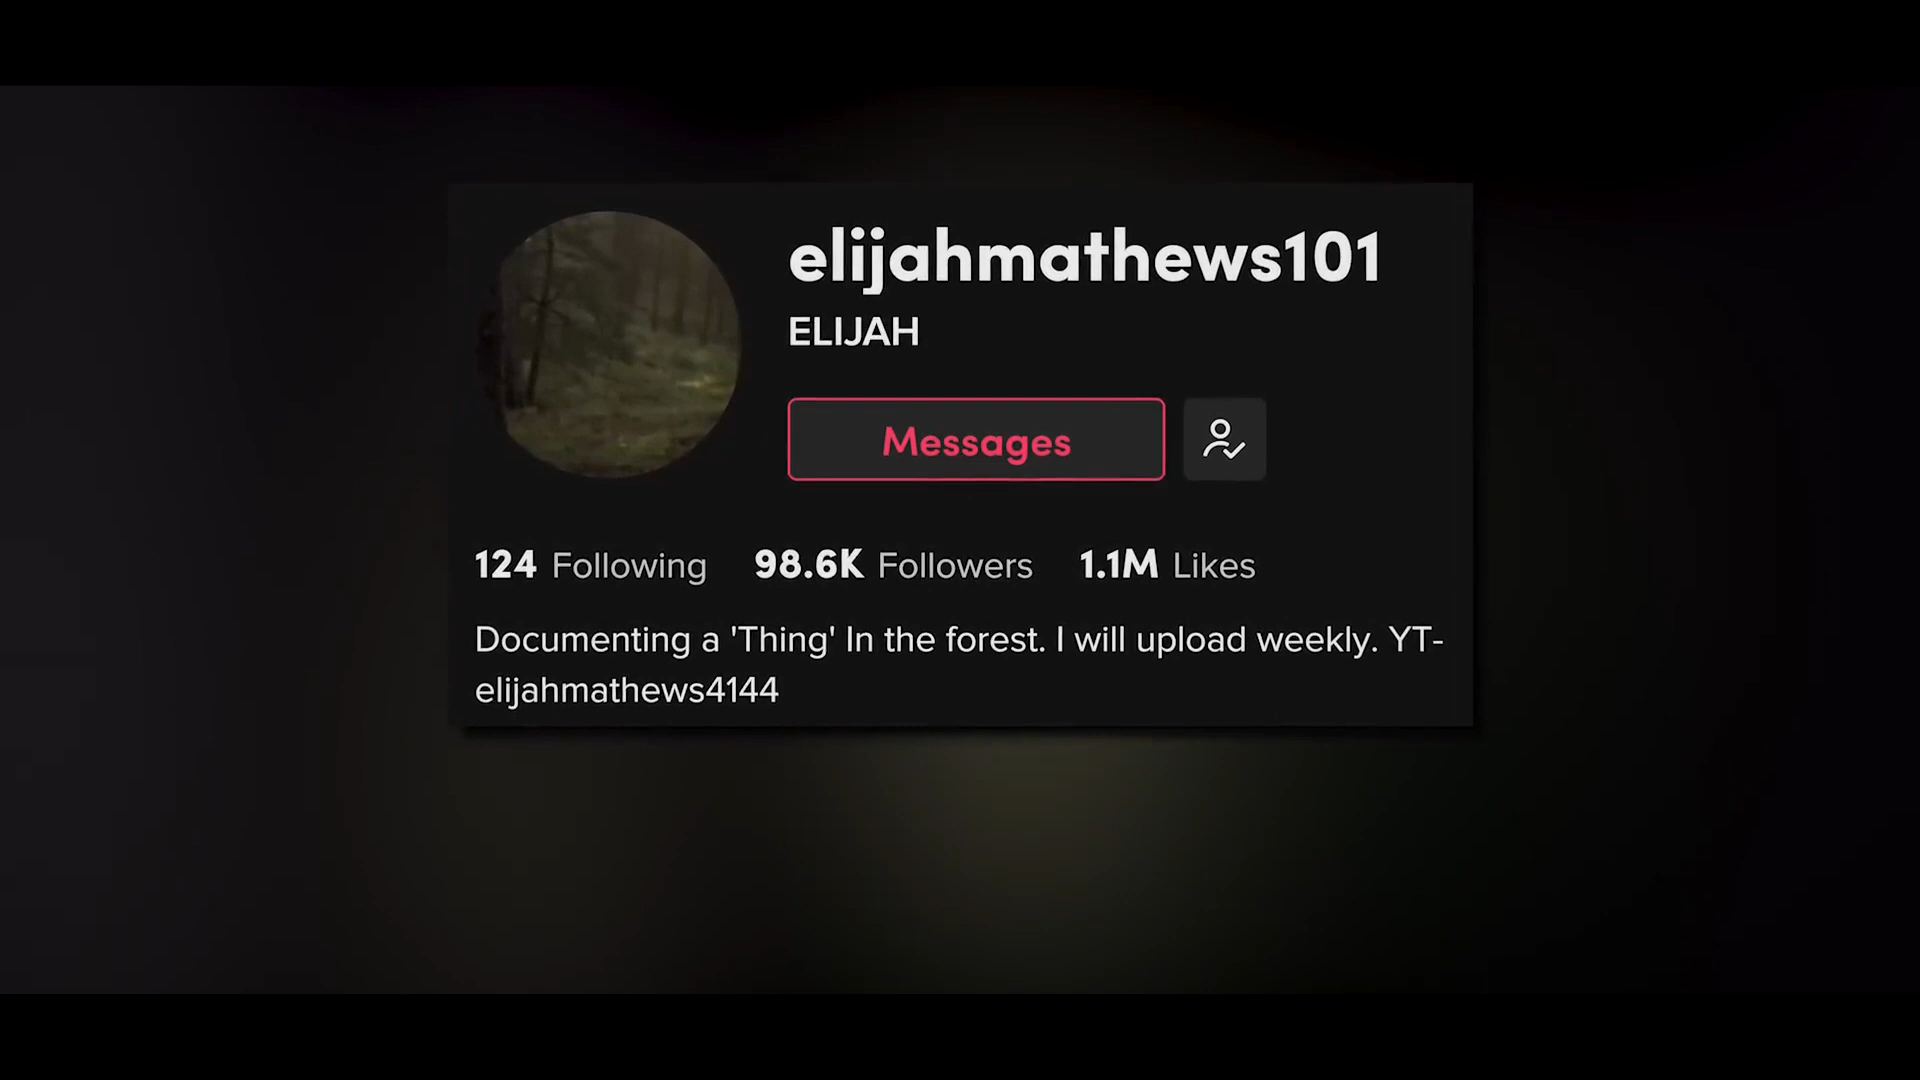 elijahmathews101
ELIJAH
Messages
124 Following 98.6K Followers 1.1M Likes
Documenting a 'Thing' In the forest. I will upload weekly. YT-
elijahmathews4144